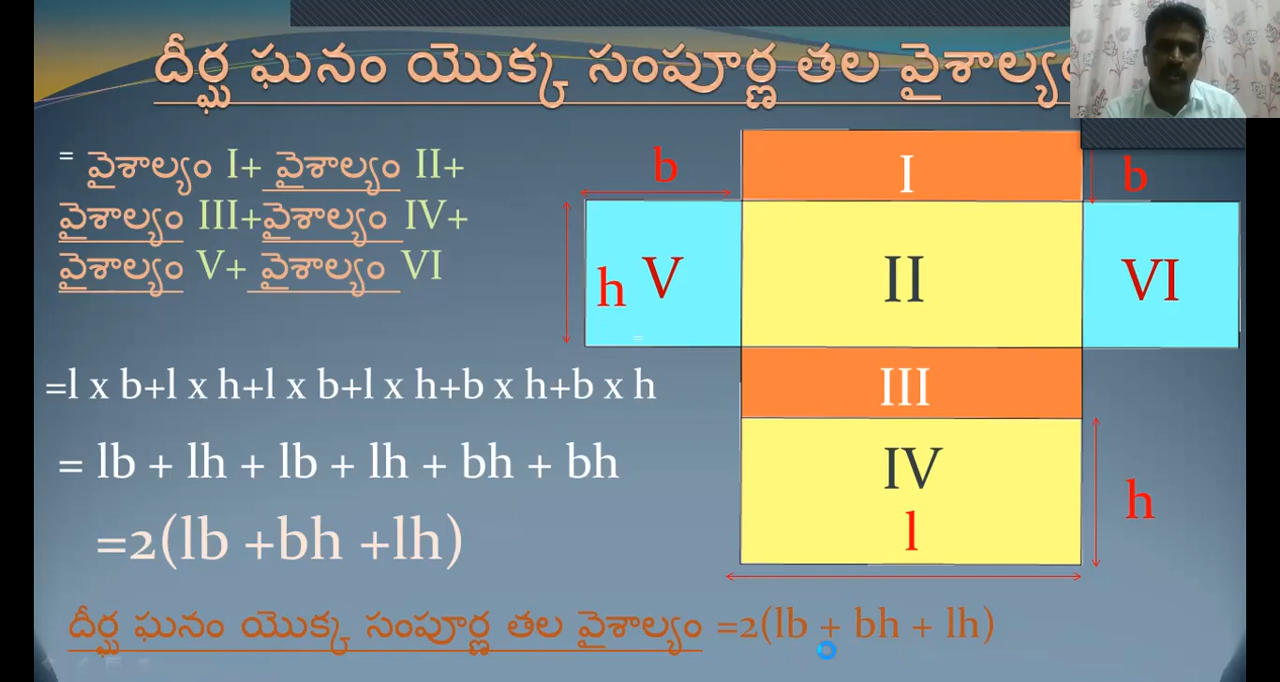 దీర్ఘ ఘనం యొక్క సంపూర్ణ తల వైశాల్యం
= వైశాల్యం I+ వైశాల్యం II+
వైశాల్యం III+వైశాల్యం IV+
వైశాల్యం V+ వైశాల్యం VI
=l x b+l x h+l x b+l x h+b x h+b x h
= lb + lh + lb + lh + bh + bh
=2(lb +bh +lh)
దీర్ఘ ఘనం యొక్క సంపూర్ణ తల వైశాల్యం =2(lb + bh + lh)
b
I
b
h
V
=
II
VI
III
IV
l
h